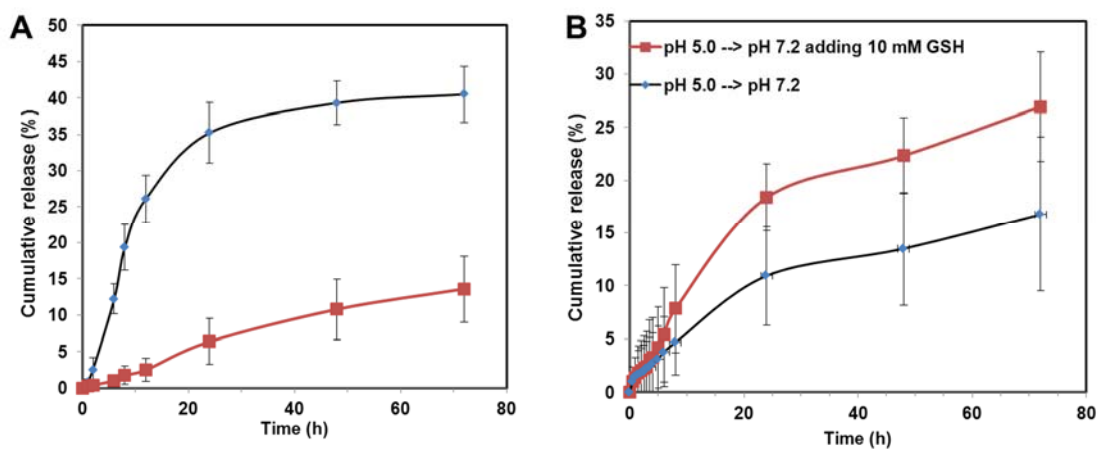 A
50
45
40
35
30
25
20
15
10
5
0
Cumulative release (%)
0 20 40 60 80
Time (h)
B
35
30
25
20
15
10
5
0
Cumulative release (%)
pH 5.0 --> pH 7.2 adding 10 mM GSH
pH 5.0 --> pH 7.2
0 20 40 60 80
Time (h)